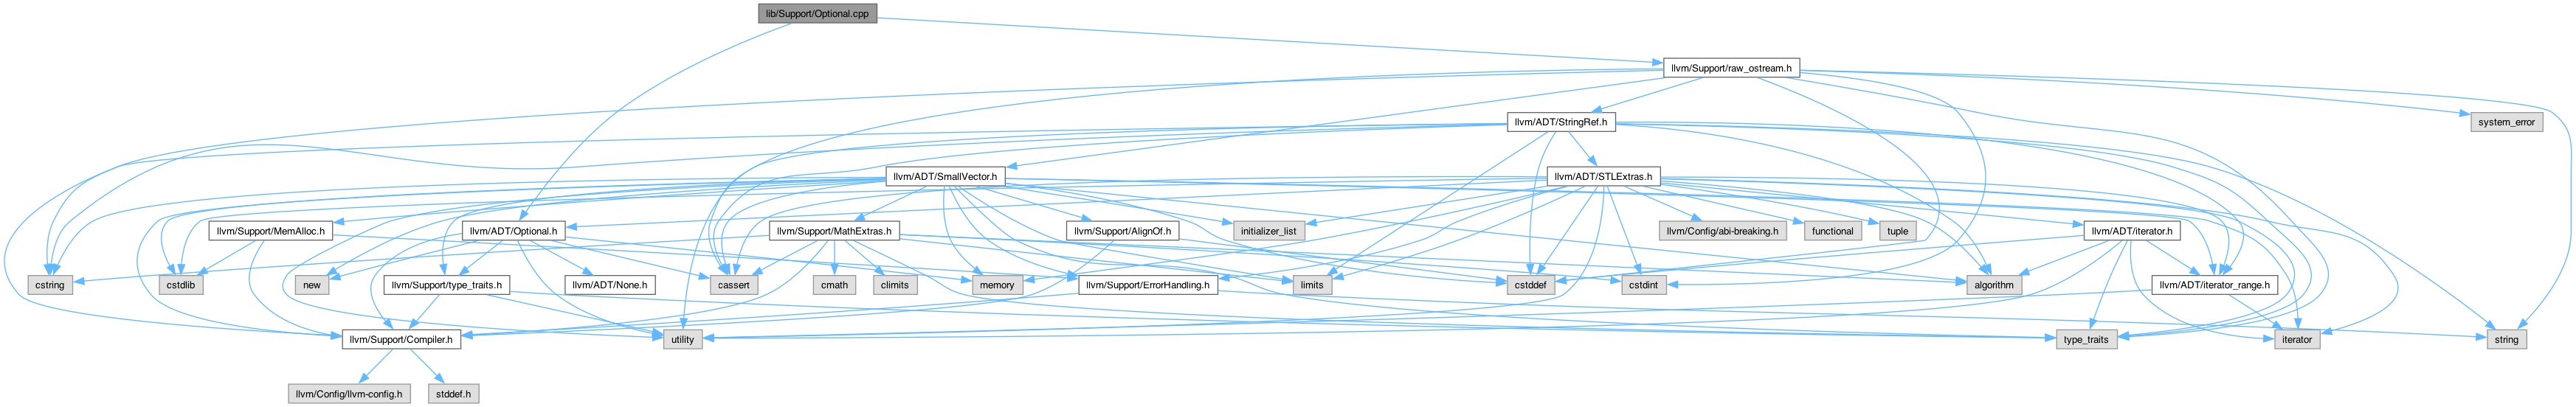 lib/Support/Optional.cpp
llvm/Support/raw_ostream.h
llvm/ADT/StringRef.h
system_error
llvm/ADT/SmallVector.h
llvm/ADT/STLExtras.h
llvm/Support/MemAlloc.h
llvm/ADT/Optional.h
llvm/Support/MathExtras.h
llvm/Support/AlignOf.h
initializer_list
llvm/Config/abi-breaking.h
functional
tuple
llvm/ADT/iterator.h
cstring
cstdlib
new
llvm/Support/type_traits.h
llvm/ADT/None.h
cassert
cmath
climits
memory
llvm/Support/ErrorHandling.h
limits
cstddef
cstdint
algorithm
llvm/ADT/iterator_range.h
llvm/Support/Compiler.h
utility
type_traits
iterator
string
llvm/Config/llvm-config.h
stddef.h